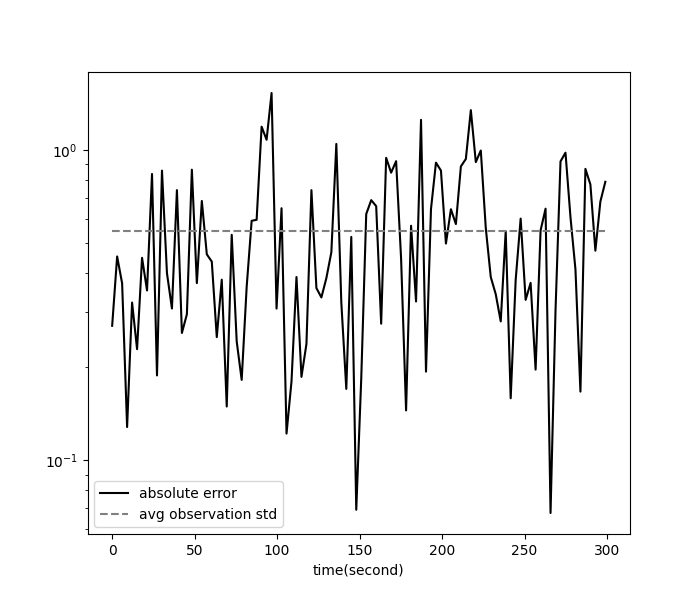 10⁰
10⁻¹
absolute error
avg observation std
0 50 100 150 200 250 300
time(second)